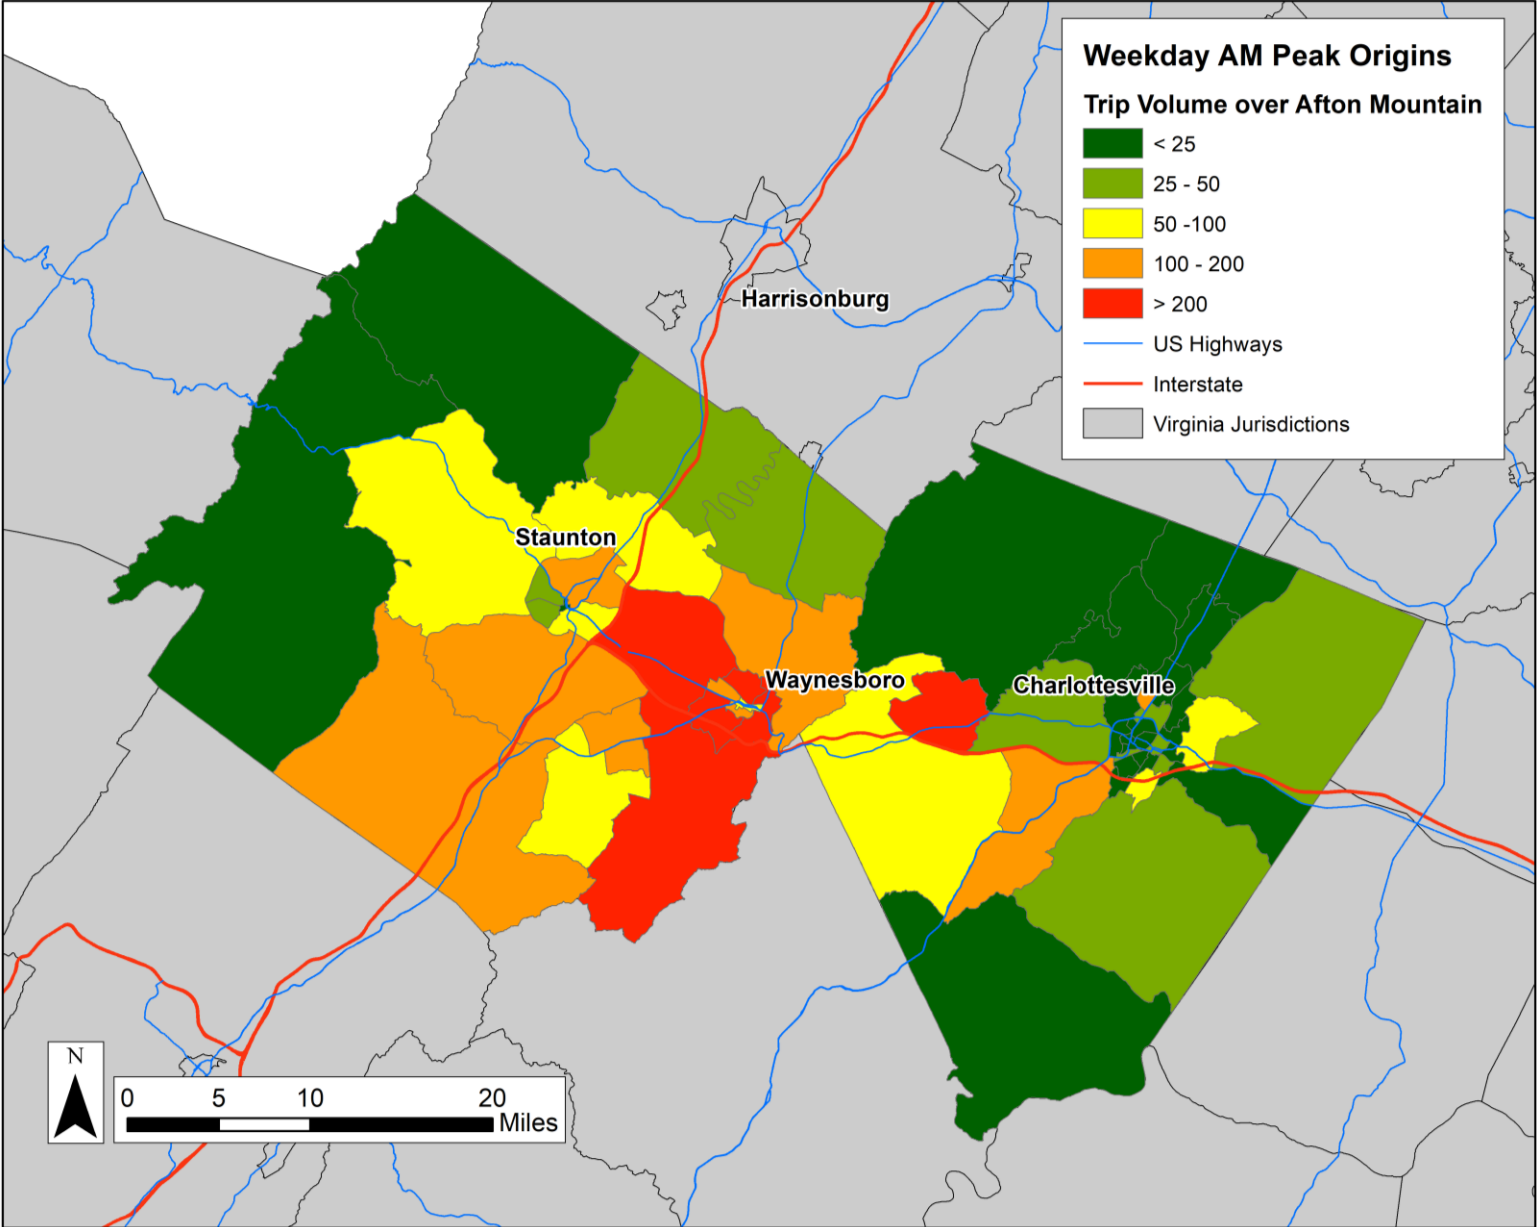 Weekday AM Peak Origins
Trip Volume over Afton Mountain
< 25
25 - 50
50 -100
100 - 200
> 200
US Highways
Interstate
Virginia Jurisdictions
Harrisonburg
Staunton
Waynesboro
Charlottesville
N
0 5 10 20
Miles